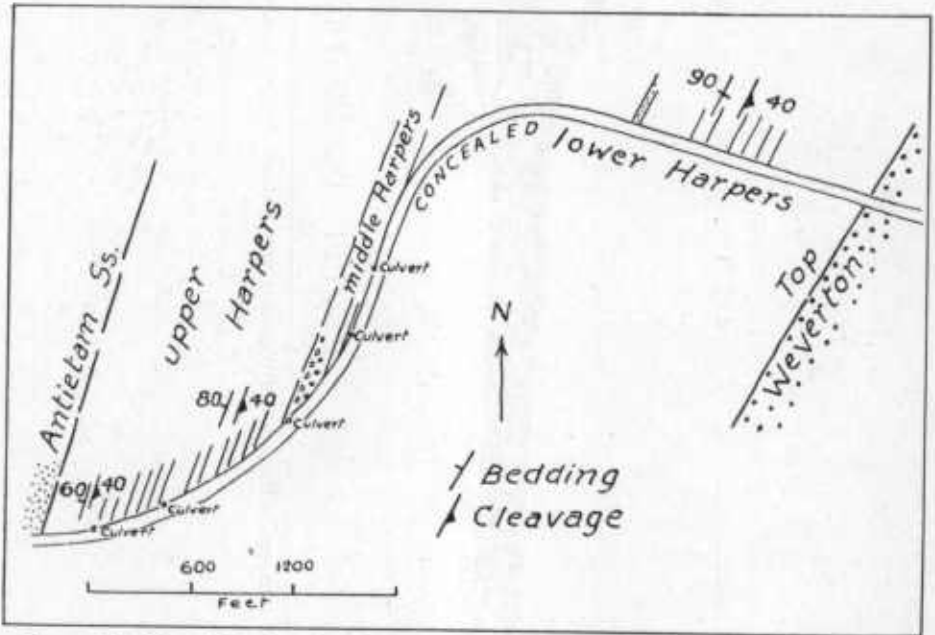 90
40
CONCEALED
lower Harpers
middle Harpers
Antietam Ss.
upper
Harpers
Culvert
Culvert
N
Top
Weverton
80
40
Culvert
Bedding
Cleavage
60
40
Culvert
Culvert
600
1200
Feet